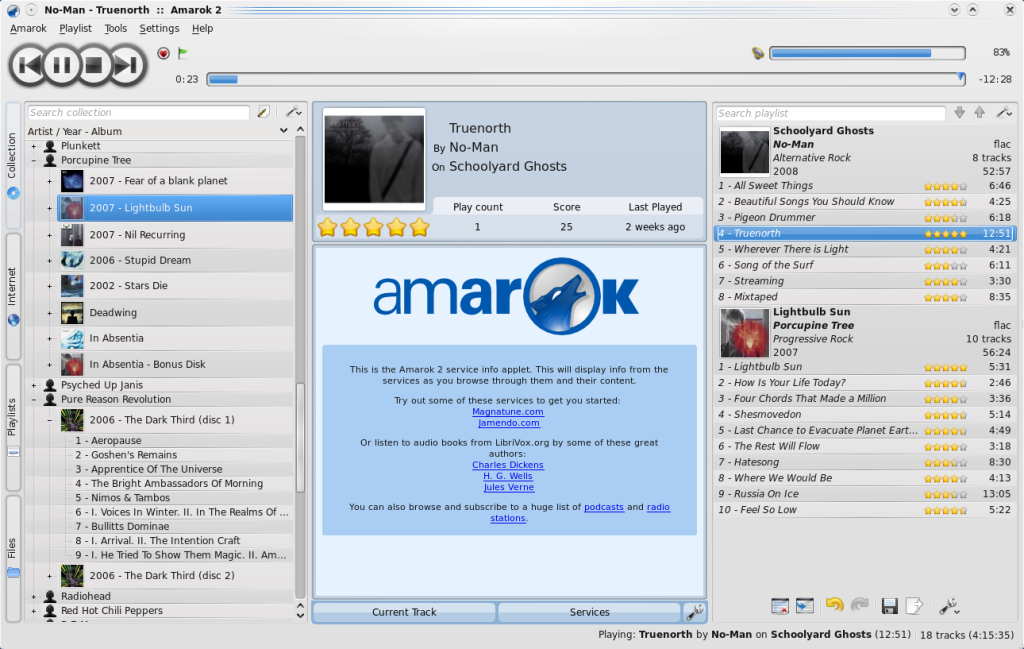 No-Man - Truenorth :: Amarok 2
Amarok Playlist Tools Settings Help
83%
0:23
-12:28
Collection
Internet
Playlists
Files
Search collection
Artist / Year - Album
Plunkett
Porcupine Tree
2007 - Fear of a blank planet
2007 - Lightbulb Sun
2007 - Nil Recurring
2006 - Stupid Dream
2002 - Stars Die
Deadwing
In Absentia
In Absentia - Bonus Disk
Psyched Up Janis
Pure Reason Revolution
2006 - The Dark Third (disc 1)
1 - Aeropause
2 - Goshen's Remains
3 - Apprentice Of The Universe
4 - The Bright Ambassadors Of Morning
5 - Nimos & Tambos
6 - I. Voices In Winter. II. In The Realms Of ...
7 - Bullitts Dominae
8 - I. Arrival. II. The Intention Craft
9 - I. He Tried To Show Them Magic. II. Am...
2006 - The Dark Third (disc 2)
Radiohead
Red Hot Chili Peppers
Truenorth
By No-Man
On Schoolyard Ghosts
Play count Score Last Played
1 25 2 weeks ago
amarok
This is the Amarok 2 service info applet. This will display info from the
services as you browse through them and their content.
Try out some of these services to get you started:
Magnatune.com
Jamendo.com
Or listen to audio books from LibriVox.org by some of these great
authors:
Charles Dickens
H. G. Wells
Jules Verne
You can also browse and subscribe to a huge list of podcasts and radio
stations.
Current Track Services
Search playlist
Schoolyard Ghosts
No-Man flac
Alternative Rock 8 tracks
2008 52:57
1 - All Sweet Things 6:46
2 - Beautiful Songs You Should Know 4:25
3 - Pigeon Drummer 6:18
4 - Truenorth 12:51
5 - Wherever There is Light 4:21
6 - Song of the Surf 6:11
7 - Streaming 3:30
8 - Mixtaped 8:35
Lightbulb Sun
Porcupine Tree flac
Progressive Rock 10 tracks
2007 56:24
1 - Lightbulb Sun 5:31
2 - How Is Your Life Today? 2:46
3 - Four Chords That Made a Million 3:36
4 - Shesmovedon 5:14
5 - Last Chance to Evacuate Planet Eart... 4:49
6 - The Rest Will Flow 3:18
7 - Hatesong 8:30
8 - Where We Would Be 4:13
9 - Russia On Ice 13:05
10 - Feel So Low 5:22
Playing: Truenorth by No-Man on Schoolyard Ghosts (12:51) 18 tracks (4:15:35)